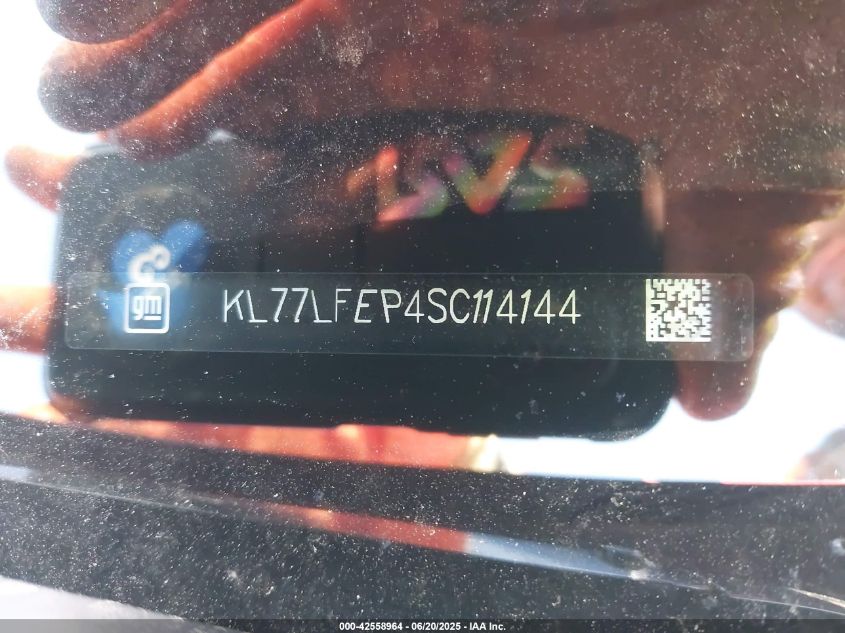 gm KL77LFEP4SC114144
000-42558964 - 06/20/2025 - IAA Inc.